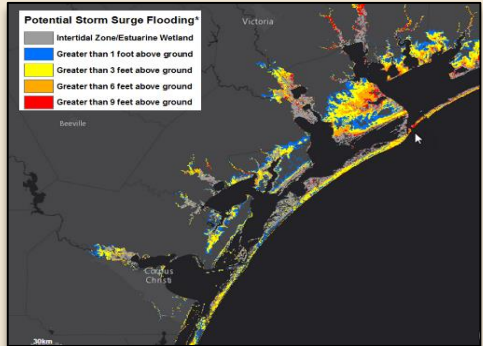 Potential Storm Surge Flooding*
Intertidal Zone/Estuarine Wetland
Greater than 1 foot above ground
Greater than 3 feet above ground
Greater than 6 feet above ground
Greater than 9 feet above ground
Victoria
Beeville
Corpus
Christi
30km